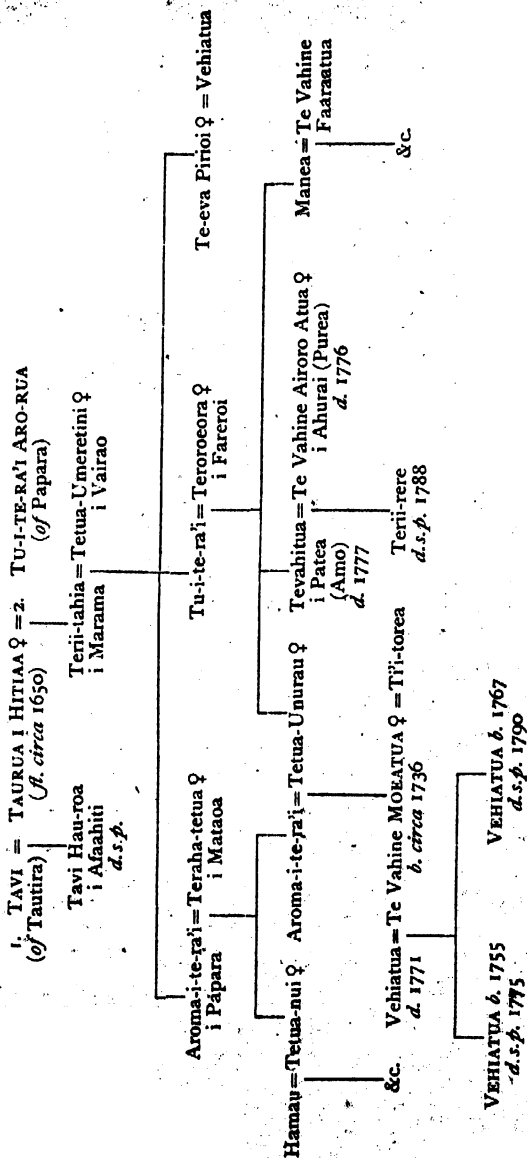 1. TAVI = TAURUA I HITIAA ♀ = 2. TU-I-TE-RA'I ARO-RUA
(of Tautira) (fl. circa 1650) (of Papara)
Tavi Hau-roa Terii-tahia = Tetua-Umeretini ♀
i Afaahiti i Marama i Vairao
d.s.p.
Aroma-i-te-ra'i = Teraha-tetua ♀ Tu-i-te-ra'i = Teroroeora ♀ Te-eva Pirioi ♀ = Vehiatua
i Pápara i Mataoa i Fareroi
Hamau = Tetua-nui ♀ Aroma-i-te-ra'i = Tetua-Unurau ♀ Tevahitua = Te Vahine Airoro Atua ♀ Manea = Te Vahine
i Patea i Ahurai (Purea) Faaraatua
(Amo) d. 1776
d. 1777
&c. Vehiatua = Te Vahine MOEATUA ♀ = Ti'i-torea Terii-rere &c.
d. 1771 b. circa 1736 d.s.p. 1788
VEHIATUA b. 1755 VEHIATUA b. 1767
d.s.p. 1775 d.s.p. 1790